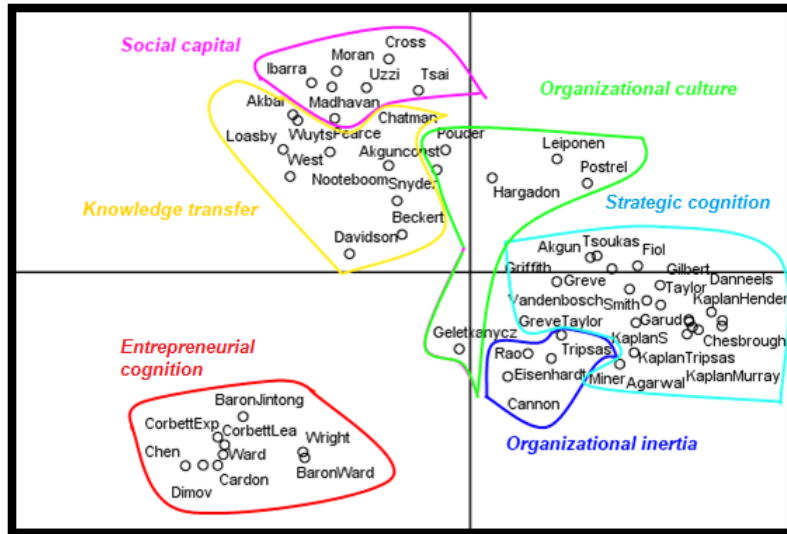 Social capital
Cross
Moran
Ibarra
Uzzi
Tsai
Organizational culture
Akbar
Madhavan
Chatman
Loasby
Wuyts
Pearce
Pouder
Leiponen
West
Akgunconst
Postrel
Nooteboom
Snyder
Hargadon
Knowledge transfer
Strategic cognition
Beckert
Davidson
Akgun
Tsoukas
Fiol
Griffith
Gilbert
Greve
Taylor
Danneels
Vandenbosch
Smith
KaplanHender
GreveTaylor
Garud
Geletkanycz
KaplanS
Chesbrough
Entrepreneurial
cognition
Rao
Tripsas
KaplanTripsas
Eisenhardt
Miner
Agarwal
KaplanMurray
BaronJintong
Cannon
CorbettExp
CorbettLea
Wright
Organizational inertia
Chen
Ward
BaronWard
Cardon
Dimov